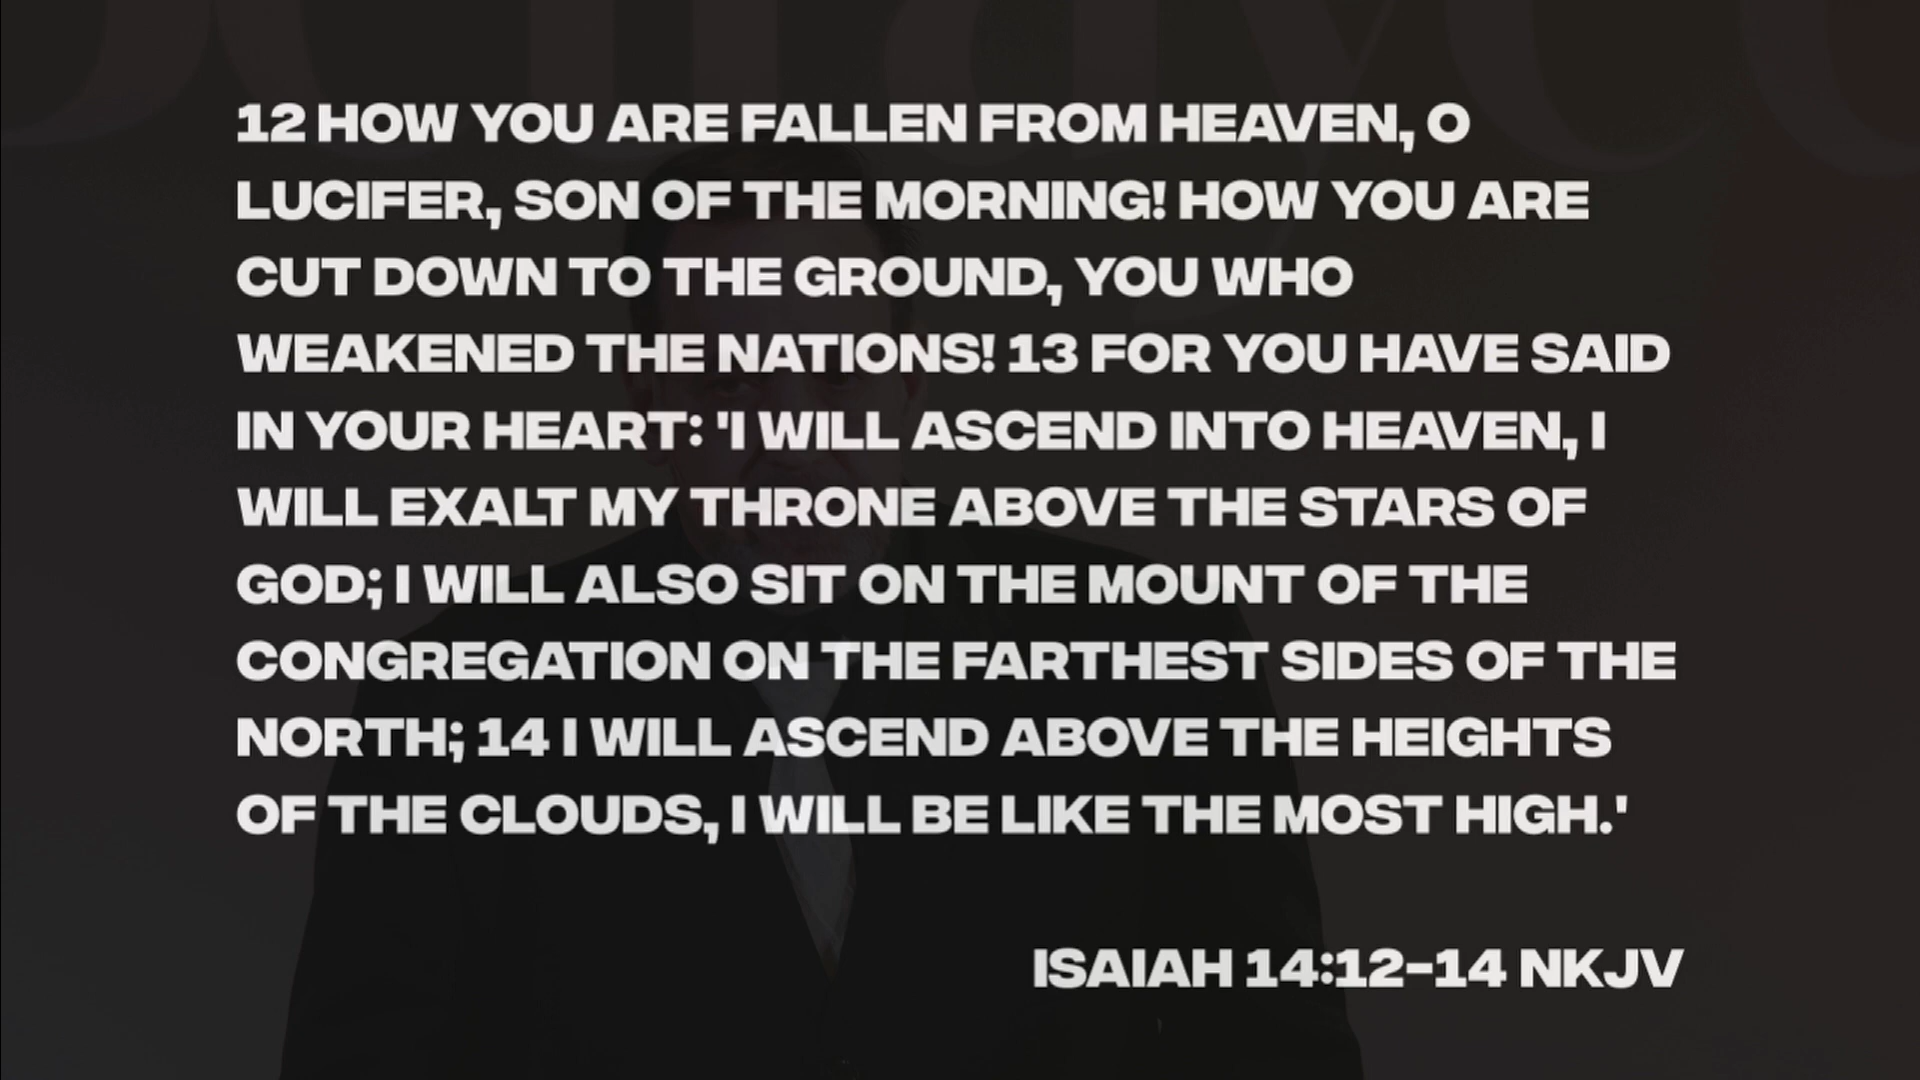 12 HOW YOU ARE FALLEN FROM HEAVEN, O
LUCIFER, SON OF THE MORNING! HOW YOU ARE
CUT DOWN TO THE GROUND, YOU WHO
WEAKENED THE NATIONS! 13 FOR YOU HAVE SAID
IN YOUR HEART: 'I WILL ASCEND INTO HEAVEN, I
WILL EXALT MY THRONE ABOVE THE STARS OF
GOD; I WILL ALSO SIT ON THE MOUNT OF THE
CONGREGATION ON THE FARTHEST SIDES OF THE
NORTH; 14 I WILL ASCEND ABOVE THE HEIGHTS
OF THE CLOUDS, I WILL BE LIKE THE MOST HIGH.'
ISAIAH 14:12-14 NKJV